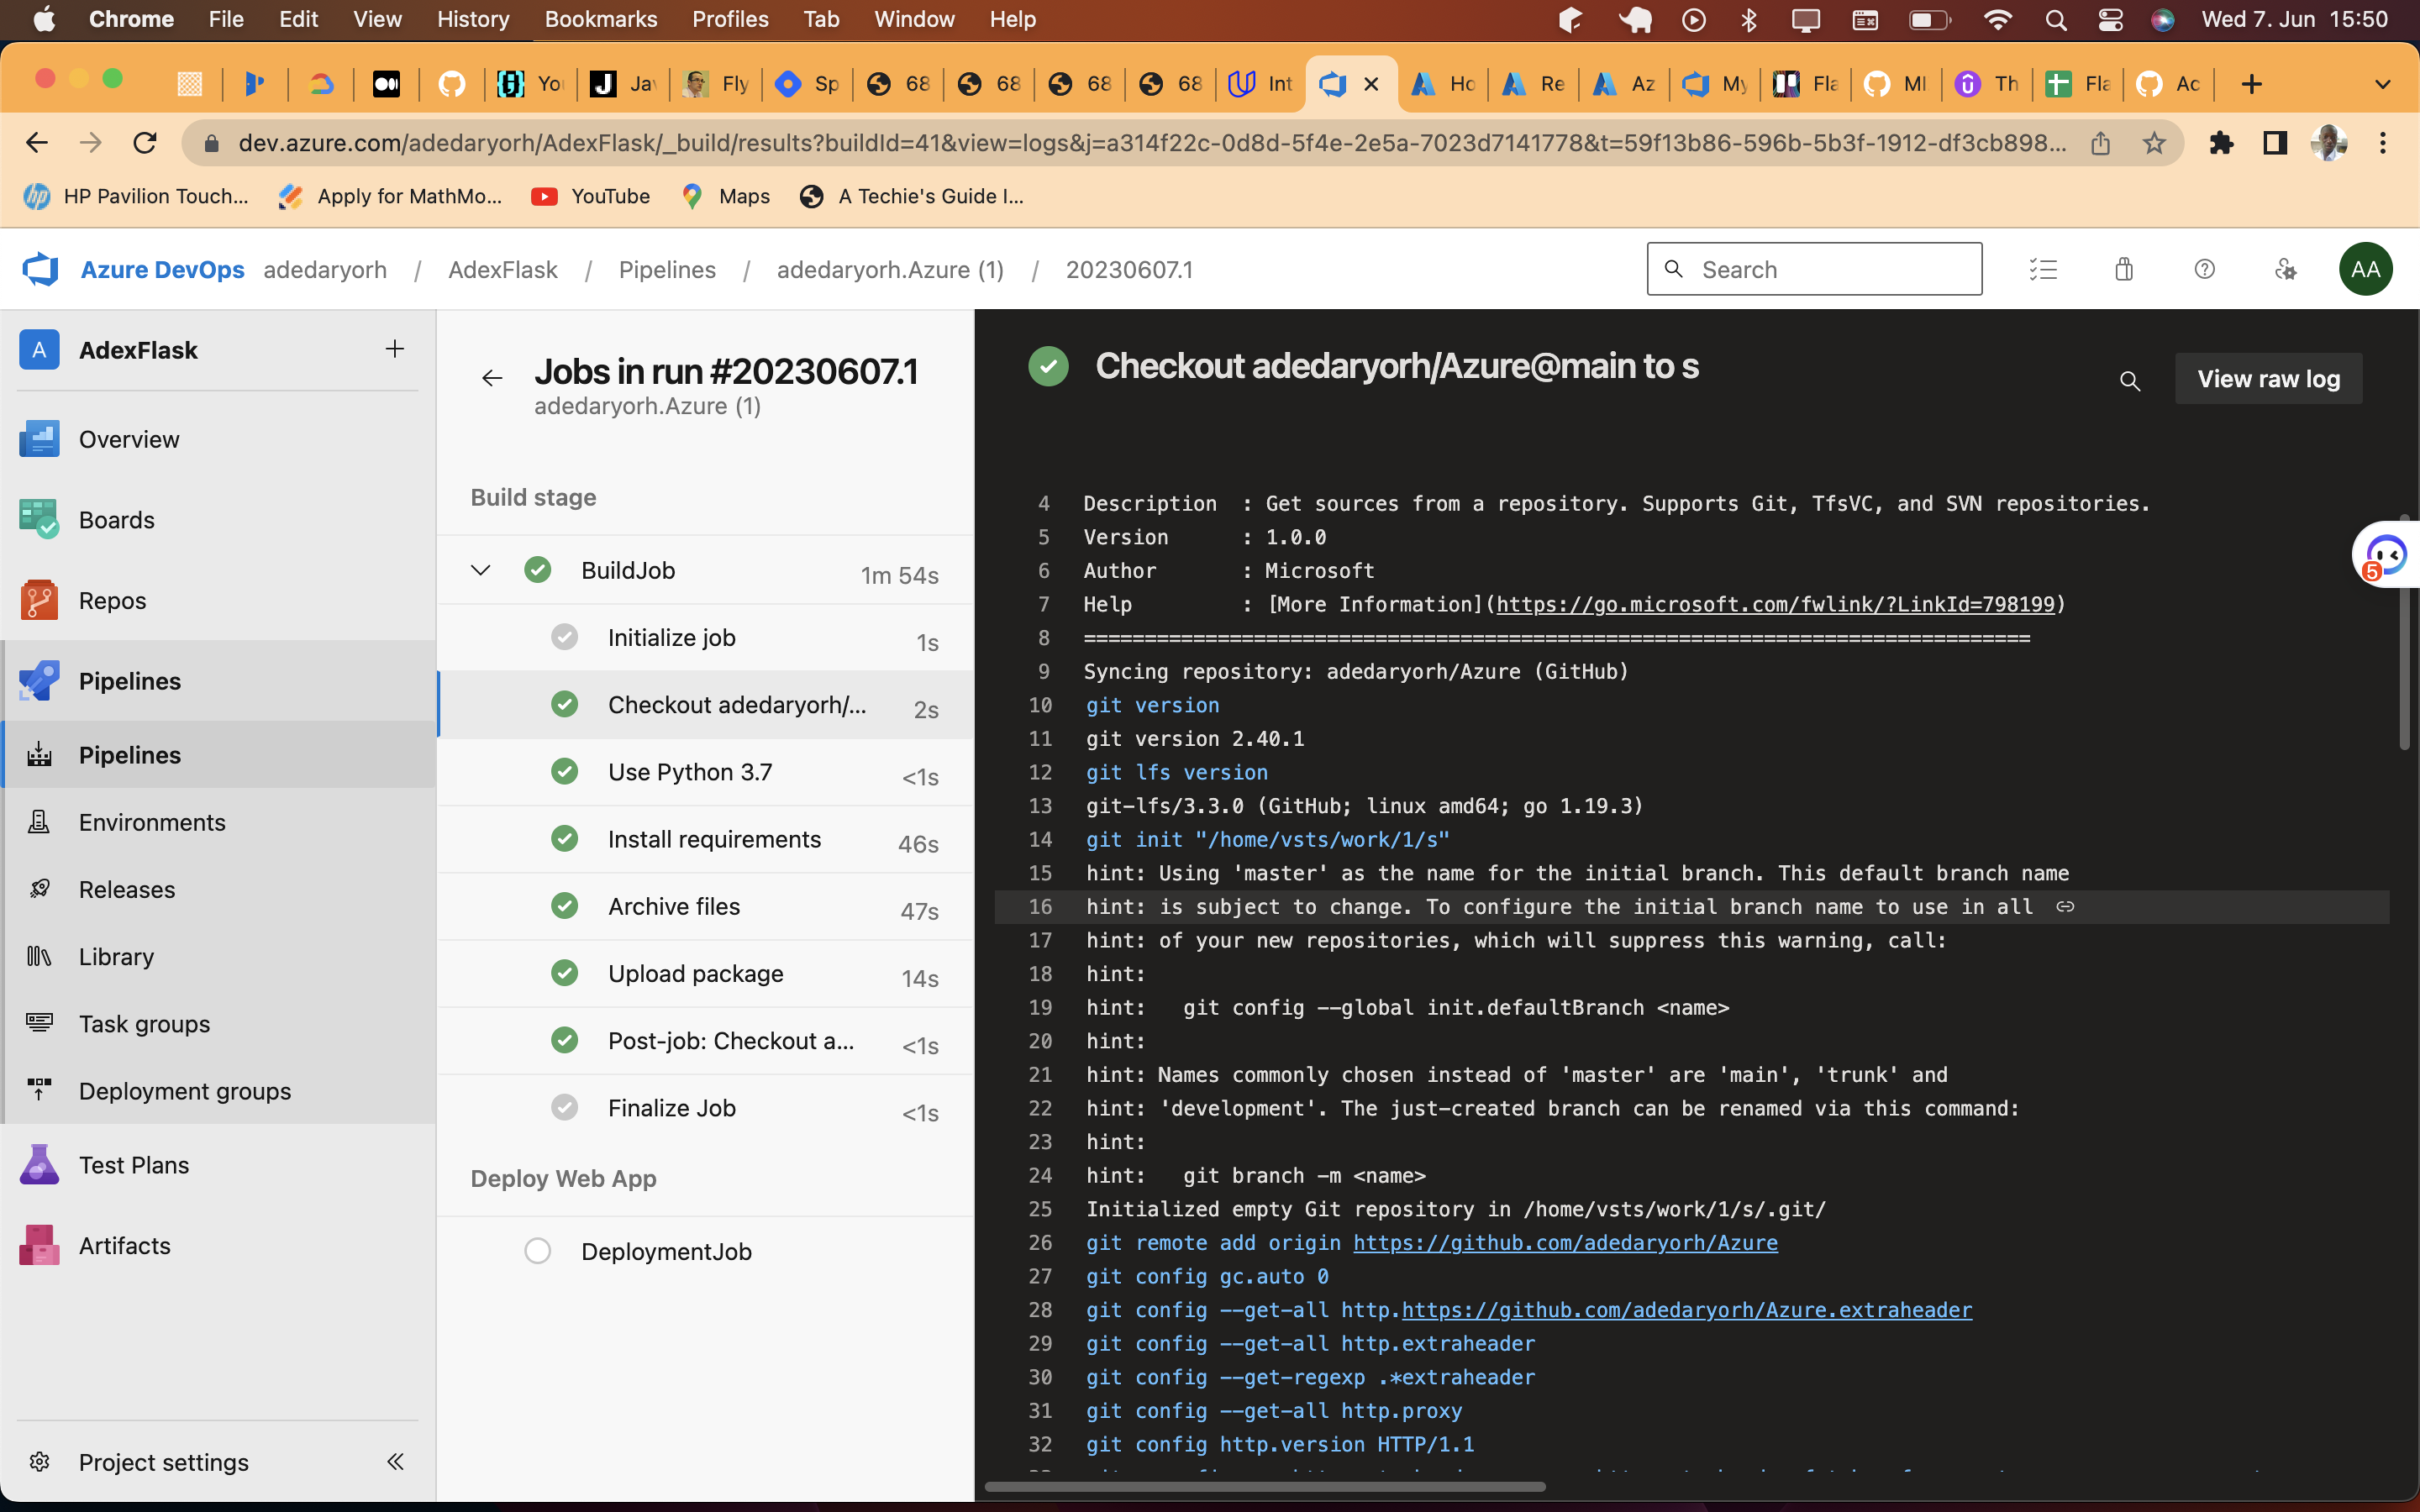 Chrome File Edit View History Bookmarks Profiles Tab Window Help Wed 7. Jun 15:50
You Ja Fly Sp 68 68 68 68 Int Ho Re Az My Fla MI Th Fla Ac
dev.azure.com/adedaryorh/AdexFlask/_build/results?buildId=41&view=logs&j=a314f22c-0d8d-5f4e-2e5a-7023d7141778&t=59f13b86-596b-5b3f-1912-df3cb898...
HP Pavilion Touch... Apply for MathMo... YouTube Maps A Techie's Guide I...
Azure DevOps adedaryorh / AdexFlask / Pipelines / adedaryorh.Azure (1) / 20230607.1
Search
AA
A AdexFlask
Overview
Boards
Repos
Pipelines
Pipelines
Environments
Releases
Library
Task groups
Deployment groups
Test Plans
Artifacts
Project settings
Jobs in run #20230607.1
adedaryorh.Azure (1)
Build stage
BuildJob 1m 54s
Initialize job 1s
Checkout adedaryorh/... 2s
Use Python 3.7 <1s
Install requirements 46s
Archive files 47s
Upload package 14s
Post-job: Checkout a... <1s
Finalize Job <1s
Deploy Web App
DeploymentJob
Checkout adedaryorh/Azure@main to s
View raw log
4 Description : Get sources from a repository. Supports Git, TfsVC, and SVN repositories.
5 Version : 1.0.0
6 Author : Microsoft
7 Help : [More Information](https://go.microsoft.com/fwlink/?LinkId=798199)
8 ==============================================================================
9 Syncing repository: adedaryorh/Azure (GitHub)
10 git version
11 git version 2.40.1
12 git lfs version
13 git-lfs/3.3.0 (GitHub; linux amd64; go 1.19.3)
14 git init "/home/vsts/work/1/s"
15 hint: Using 'master' as the name for the initial branch. This default branch name
16 hint: is subject to change. To configure the initial branch name to use in all
17 hint: of your new repositories, which will suppress this warning, call:
18 hint:
19 hint: git config --global init.defaultBranch <name>
20 hint:
21 hint: Names commonly chosen instead of 'master' are 'main', 'trunk' and
22 hint: 'development'. The just-created branch can be renamed via this command:
23 hint:
24 hint: git branch -m <name>
25 Initialized empty Git repository in /home/vsts/work/1/s/.git/
26 git remote add origin https://github.com/adedaryorh/Azure
27 git config gc.auto 0
28 git config --get-all http.https://github.com/adedaryorh/Azure.extraheader
29 git config --get-all http.extraheader
30 git config --get-regexp .*extraheader
31 git config --get-all http.proxy
32 git config http.version HTTP/1.1
5